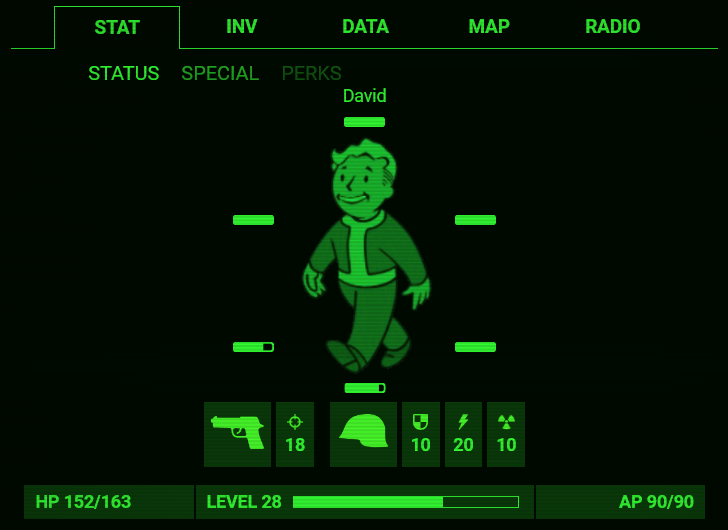 STAT INV DATA MAP RADIO
STATUS SPECIAL PERKS
David
18 10 20 10
HP 152/163 LEVEL 28 AP 90/90